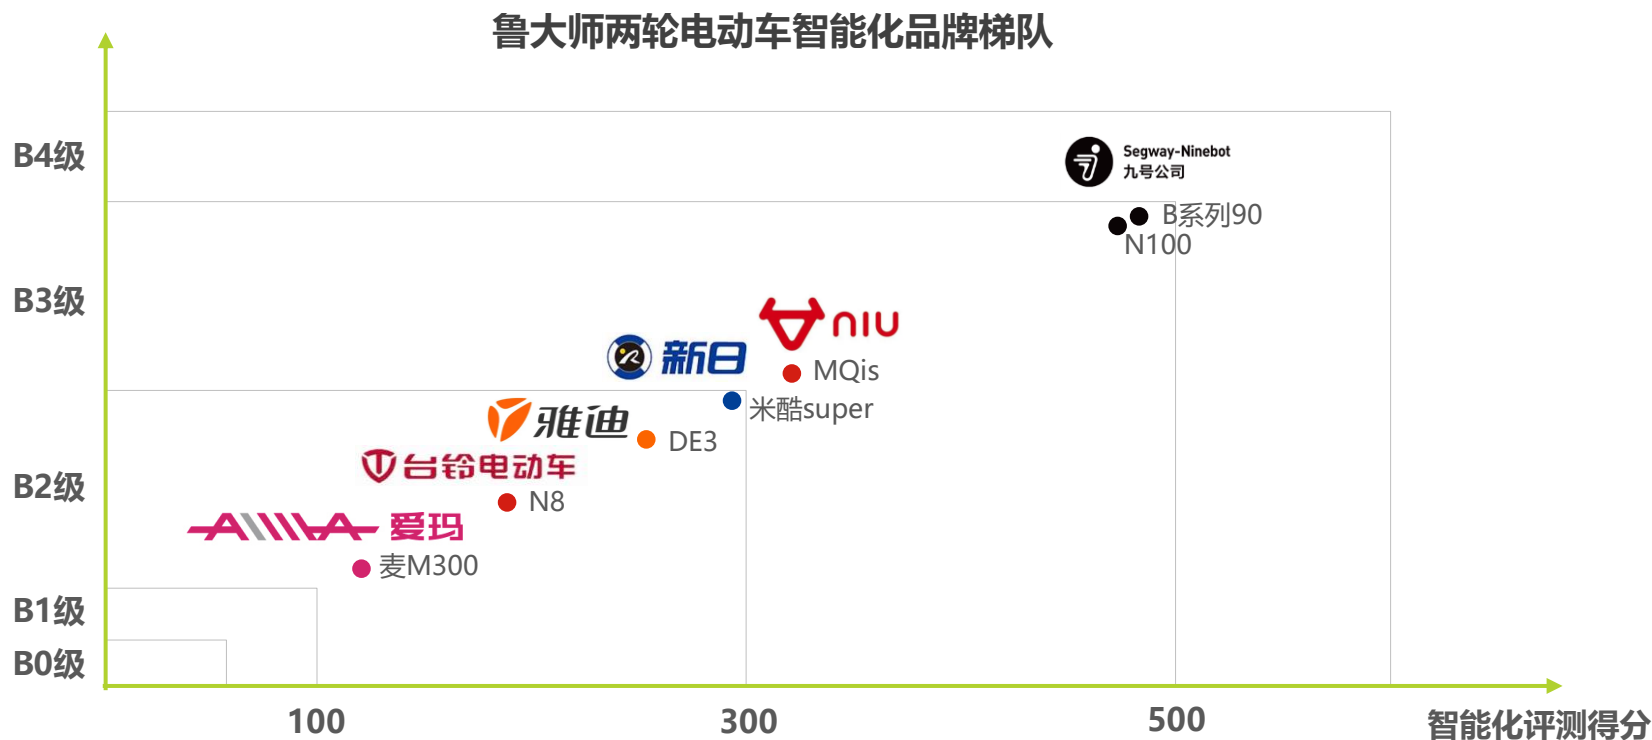 鲁大师两轮电动车智能化品牌梯队
B4级
Segway-Ninebot
九号公司
B系列90
N100
B3级
niu
MQis
新日
米酷super
雅迪
DE3
台铃电动车
N8
B2级
AIMA 爱玛
麦M300
B1级
B0级
100
300
500
智能化评测得分